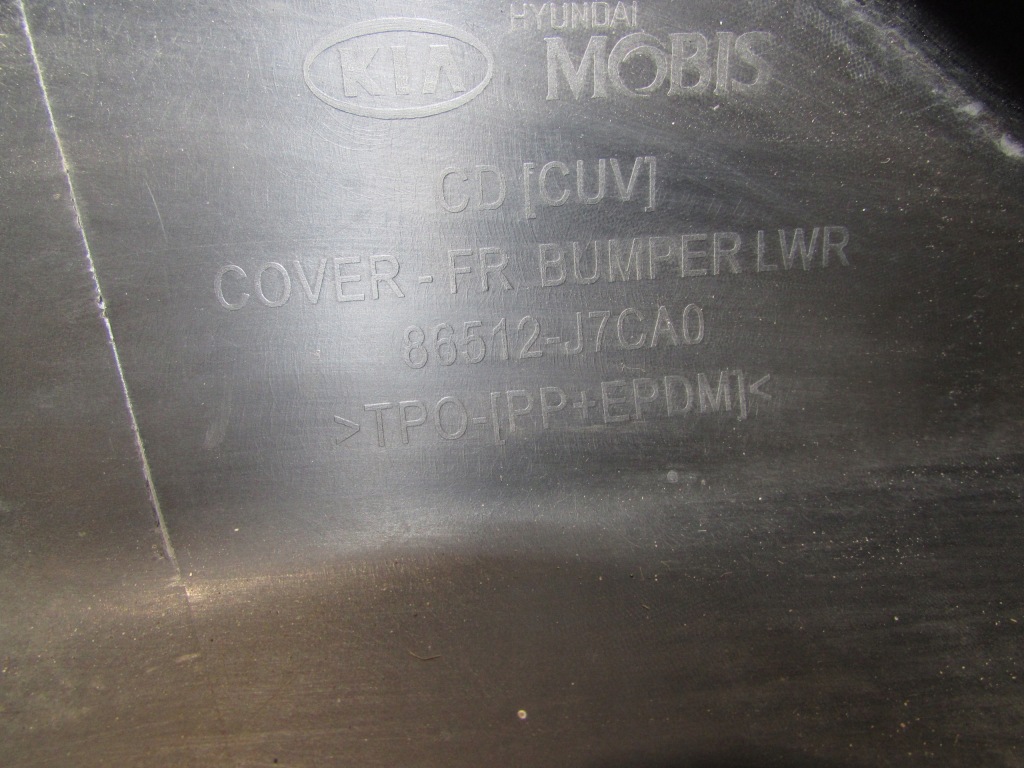 HYUNDAI
KIA MOBIS
CD [CUV]
COVER - FR BUMPER LWR
86512-J7CA0
>TPO-[PP+EPDM]<